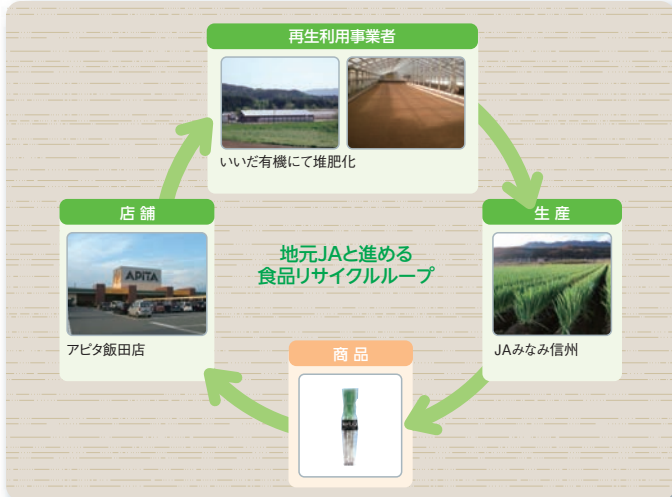 再生利用事業者
いいだ有機にて堆肥化
店舗
APITA
アピタ飯田店
地元JAと進める
食品リサイクルループ
生産
JAみなみ信州
商品